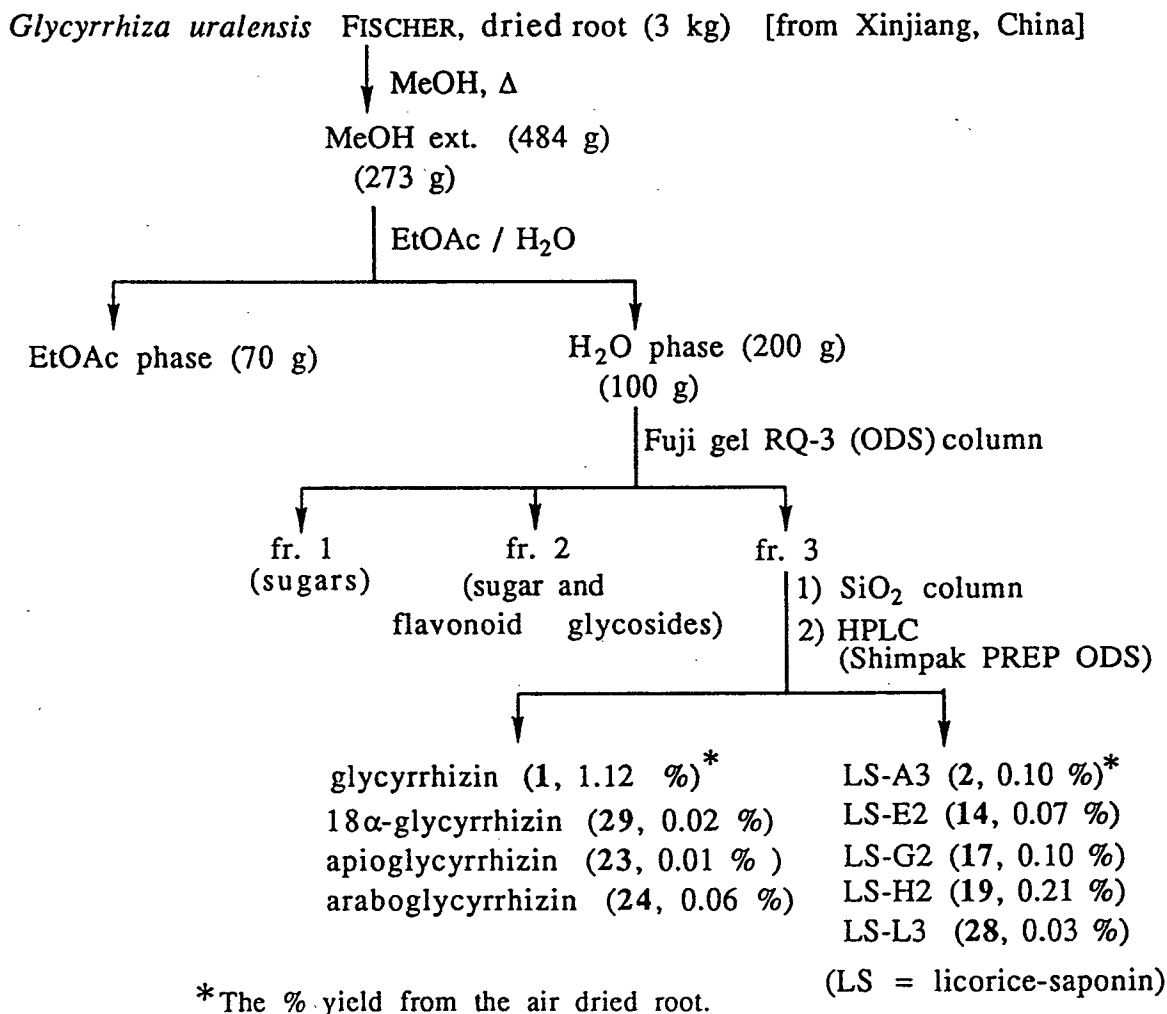 Glycyrrhiza uralensis FISCHER, dried root (3 kg) [from Xinjiang, China]
MeOH, Δ
MeOH ext. (484 g)
(273 g)
EtOAc / H₂O
EtOAc phase (70 g)
H₂O phase (200 g)
(100 g)
Fuji gel RQ-3 (ODS) column
fr. 1
(sugars)
fr. 2
(sugar and
flavonoid glycosides)
fr. 3
1) SiO₂ column
2) HPLC
(Shimpak PREP ODS)
glycyrrhizin (1, 1.12 %)*
18α-glycyrrhizin (29, 0.02 %)
apioglycyrrhizin (23, 0.01 % )
araboglycyrrhizin (24, 0.06 %)
LS-A3 (2, 0.10 %)*
LS-E2 (14, 0.07 %)
LS-G2 (17, 0.10 %)
LS-H2 (19, 0.21 %)
LS-L3 (28, 0.03 %)
(LS = licorice-saponin)
*The % yield from the air dried root.